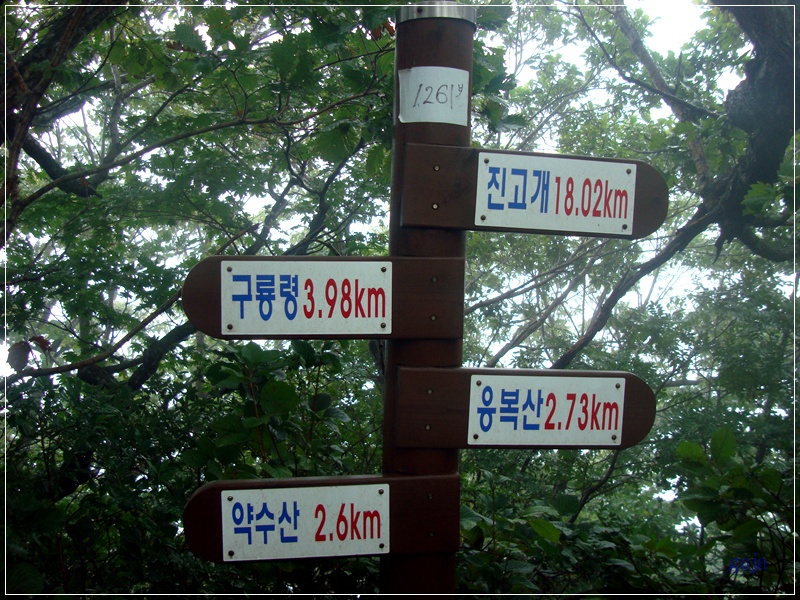 1261
진고개 18.02km
구룡령 3.98km
응복산 2.73km
약수산 2.6km